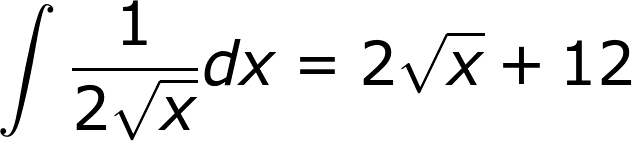 ∫ 1/(2√x) dx = 2√x + 12